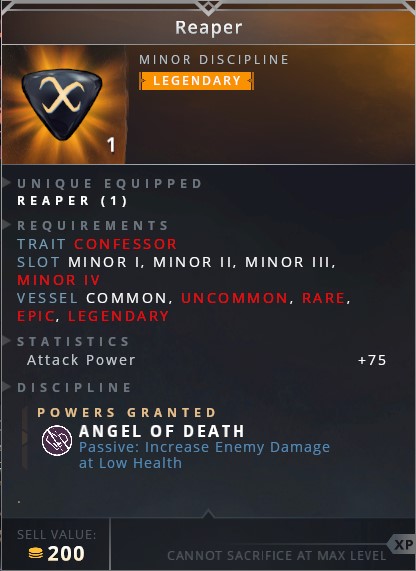 Reaper
MINOR DISCIPLINE
LEGENDARY
1
UNIQUE EQUIPPED
REAPER (1)
REQUIREMENTS
TRAIT CONFESSOR
SLOT MINOR I, MINOR II, MINOR III,
MINOR IV
VESSEL COMMON, UNCOMMON, RARE,
EPIC, LEGENDARY
STATISTICS
Attack Power +75
DISCIPLINE
POWERS GRANTED
ANGEL OF DEATH
Passive: Increase Enemy Damage
at Low Health
.
SELL VALUE:
200
XP
CANNOT SACRIFICE AT MAX LEVEL